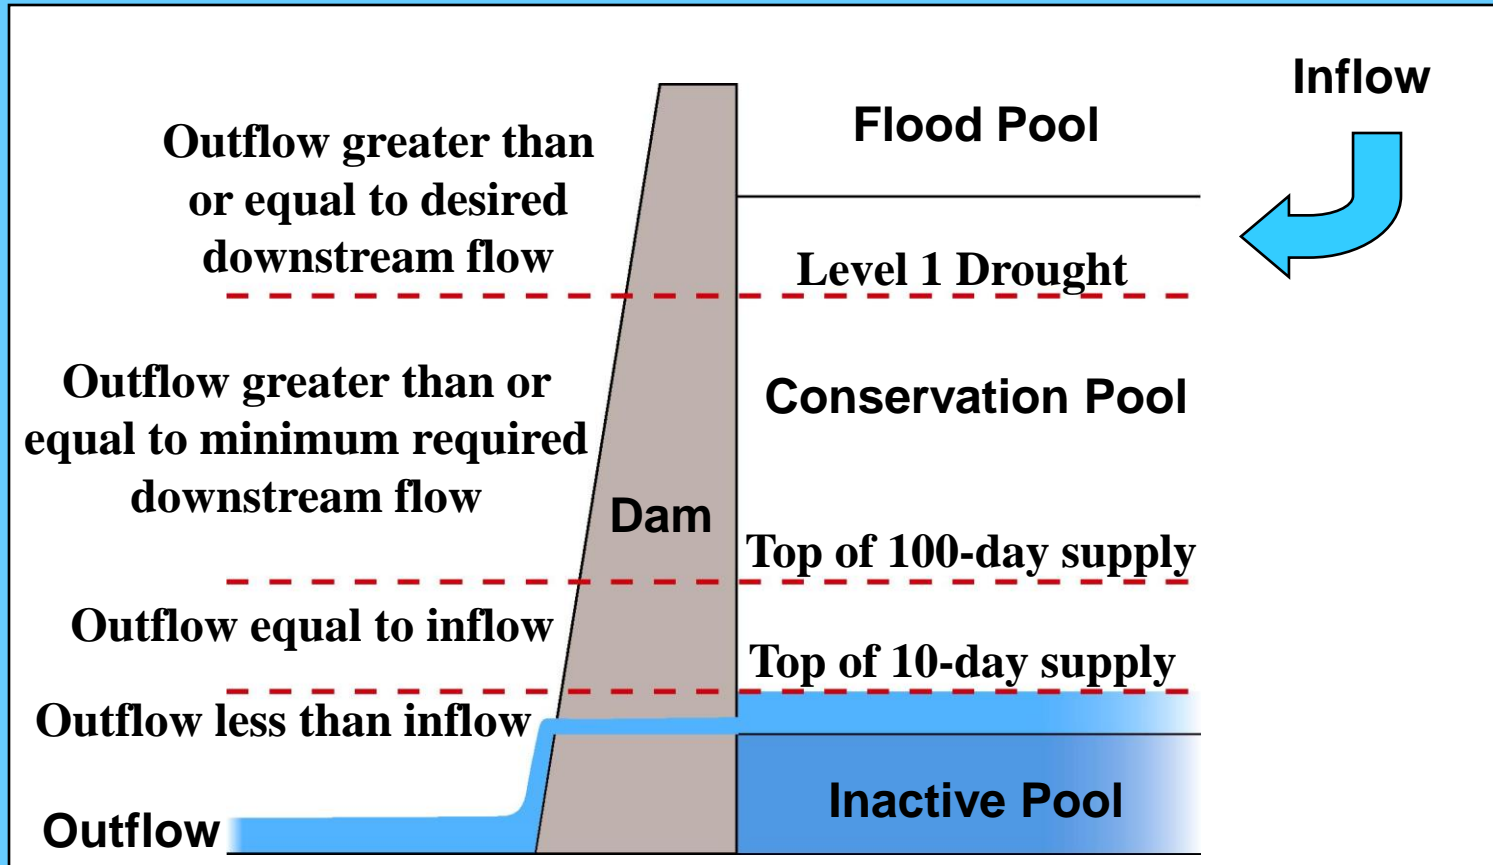 Inflow
Flood Pool
Outflow greater than
or equal to desired
downstream flow
Level 1 Drought
Outflow greater than or
equal to minimum required
downstream flow
Conservation Pool
Dam
Top of 100-day supply
Outflow equal to inflow
Top of 10-day supply
Outflow less than inflow
Inactive Pool
Outflow